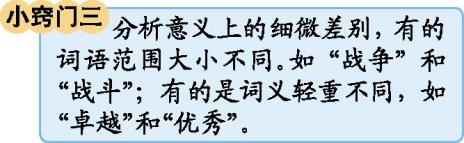 小窍门三
分析意义上的细微差别，有的
词语范围大小不同。如“战争”和
“战斗”；有的是词义轻重不同，如
“卓越”和“优秀”。